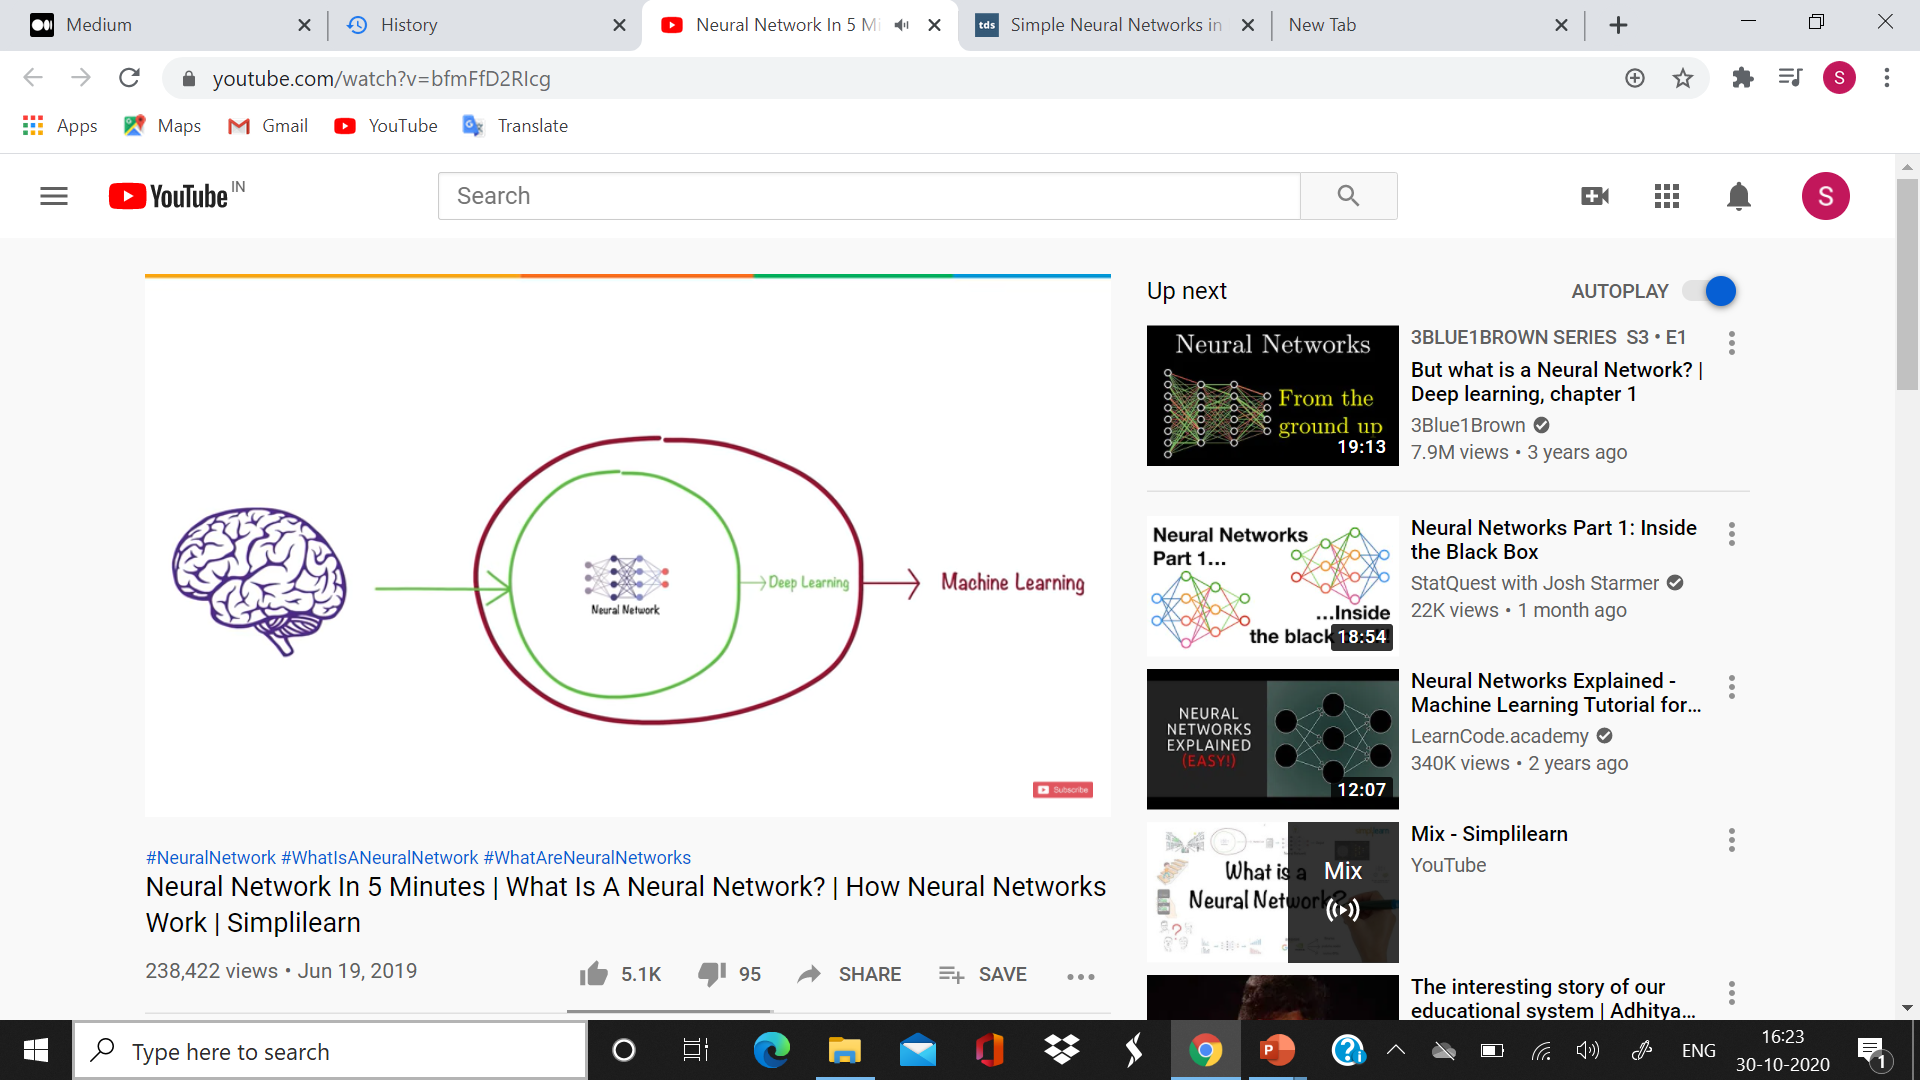 Medium
History
Neural Network In 5 Mi
tds
Simple Neural Networks in
New Tab
youtube.com/watch?v=bfmFfD2RIcg
S
Apps
Maps
Gmail
YouTube
Translate
YouTube IN
Search
S
Neural Network
Deep Learning
Machine Learning
Subscribe
#NeuralNetwork #WhatIsANeuralNetwork #WhatAreNeuralNetworks
Neural Network In 5 Minutes | What Is A Neural Network? | How Neural Networks
Work | Simplilearn
238,422 views • Jun 19, 2019
5.1K
95
SHARE
SAVE
Up next
AUTOPLAY
Neural Networks
From the
ground up
19:13
3BLUE1BROWN SERIES S3 • E1
But what is a Neural Network? |
Deep learning, chapter 1
3Blue1Brown
7.9M views • 3 years ago
Neural Networks
Part 1...
...Inside
the black
18:54
Neural Networks Part 1: Inside
the Black Box
StatQuest with Josh Starmer
22K views • 1 month ago
NEURAL
NETWORKS
EXPLAINED
(EASY!)
12:07
Neural Networks Explained -
Machine Learning Tutorial for...
LearnCode.academy
340K views • 2 years ago
What is a
Neural Network?
Mix
Mix - Simplilearn
YouTube
The interesting story of our
educational system | Adhitya...
Type here to search
ENG
16:23
30-10-2020
1